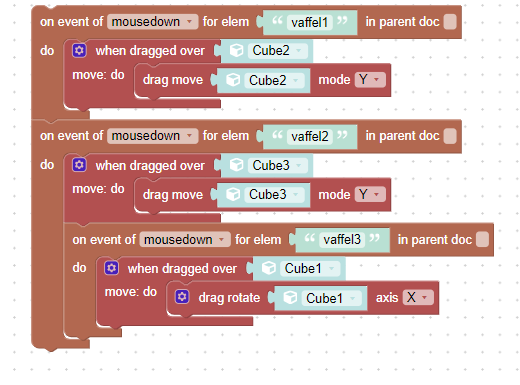 on event of mousedown for elem “ vaffel1 ” in parent doc
do when dragged over Cube2
move: do drag move Cube2 mode Y
on event of mousedown for elem “ vaffel2 ” in parent doc
do when dragged over Cube3
move: do drag move Cube3 mode Y
on event of mousedown for elem “ vaffel3 ” in parent doc
do when dragged over Cube1
move: do drag rotate Cube1 axis X